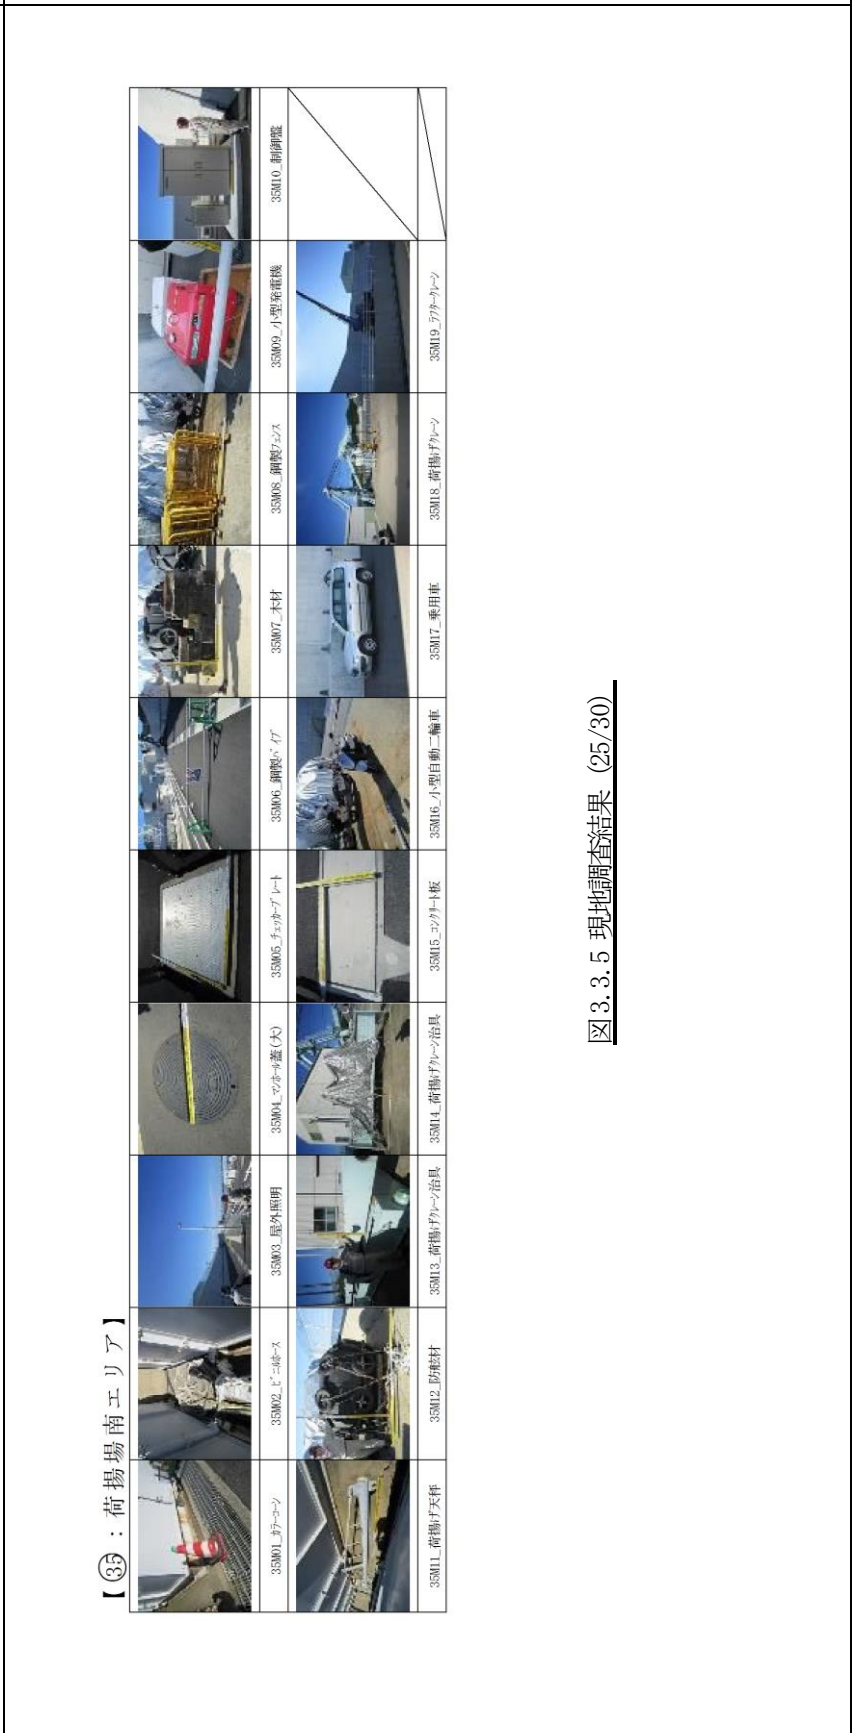 【㉟：荷揚場南エリア】
35M01_ｶﾗｰｺｰﾝ
35M02_ﾋﾞﾆｰﾙﾎｰｽ
35M03_屋外照明
35M04_ﾏﾝﾎｰﾙ蓋(大)
35M05_ﾁｪｯｶｰﾌﾟﾚｰﾄ
35M06_鋼製ﾊﾟｲﾌﾟ
35M07_木材
35M08_鋼製ﾌｪﾝｽ
35M09_小型発電機
35M10_制御盤
35M11_荷揚げ天秤
35M12_防舷材
35M13_荷揚げｸﾚｰﾝ治具
35M14_荷揚げｸﾚｰﾝ治具
35M15_ｺﾝｸﾘｰﾄ板
35M16_小型自動二輪車
35M17_乗用車
35M18_荷揚げｸﾚｰﾝ
35M19_ﾗﾌﾀｰｸﾚｰﾝ
図3.3.5 現地調査結果 (25/30)